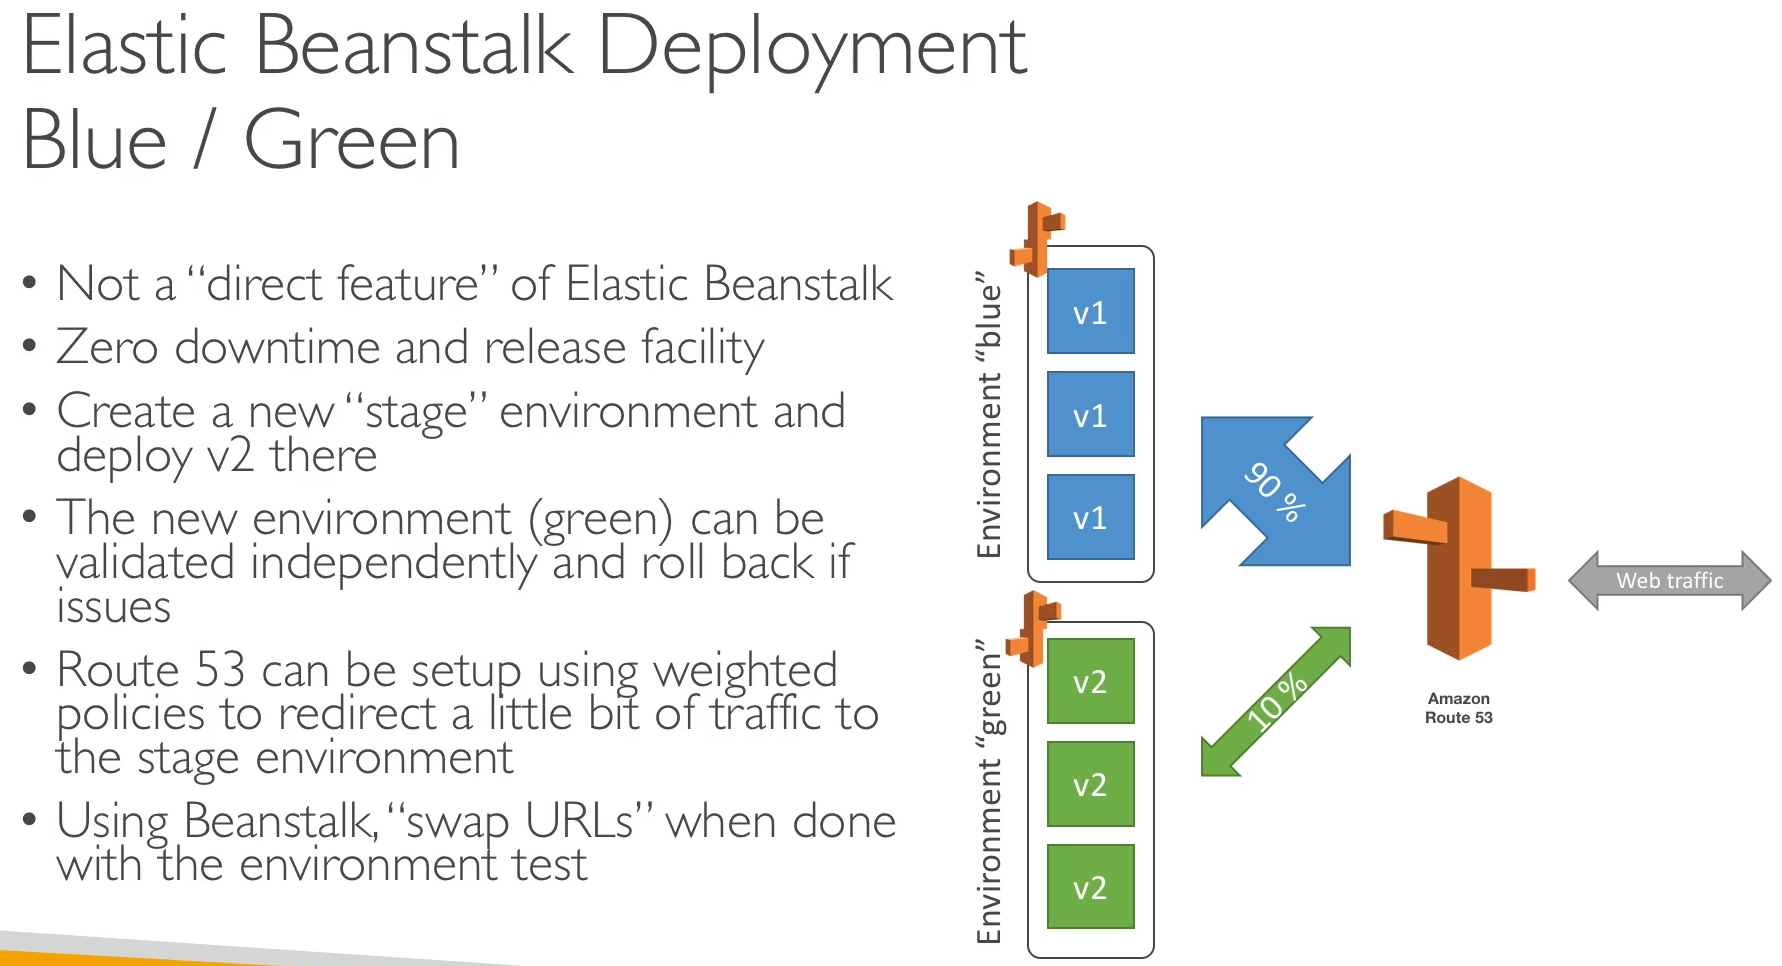 Elastic Beanstalk Deployment
Blue / Green
• Not a “direct feature” of Elastic Beanstalk
• Zero downtime and release facility
• Create a new “stage” environment and
deploy v2 there
• The new environment (green) can be
validated independently and roll back if
issues
• Route 53 can be setup using weighted
policies to redirect a little bit of traffic to
the stage environment
• Using Beanstalk, “swap URLs” when done
with the environment test
Environment “blue”
v1
v1
v1
Environment “green”
v2
v2
v2
90 %
10 %
Amazon
Route 53
Web traffic